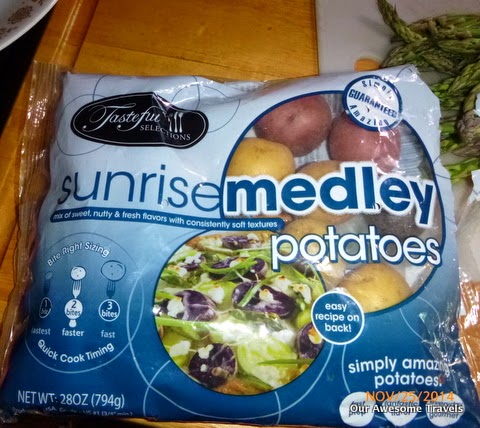 Tasteful
SELECTIONS
Simply
GUARANTEED
Amazing
sunrise medley
mix of sweet, nutty & fresh flavors with consistently soft textures
potatoes
Bite Right Sizing
1
2 bites
3 bites
fastest
faster
fast
Quick Cook Timing
easy
recipe on
back!
simply amazing
potatoes
NET WT: 28OZ (794g)
NOV/25/2014
Our Awesome Travels